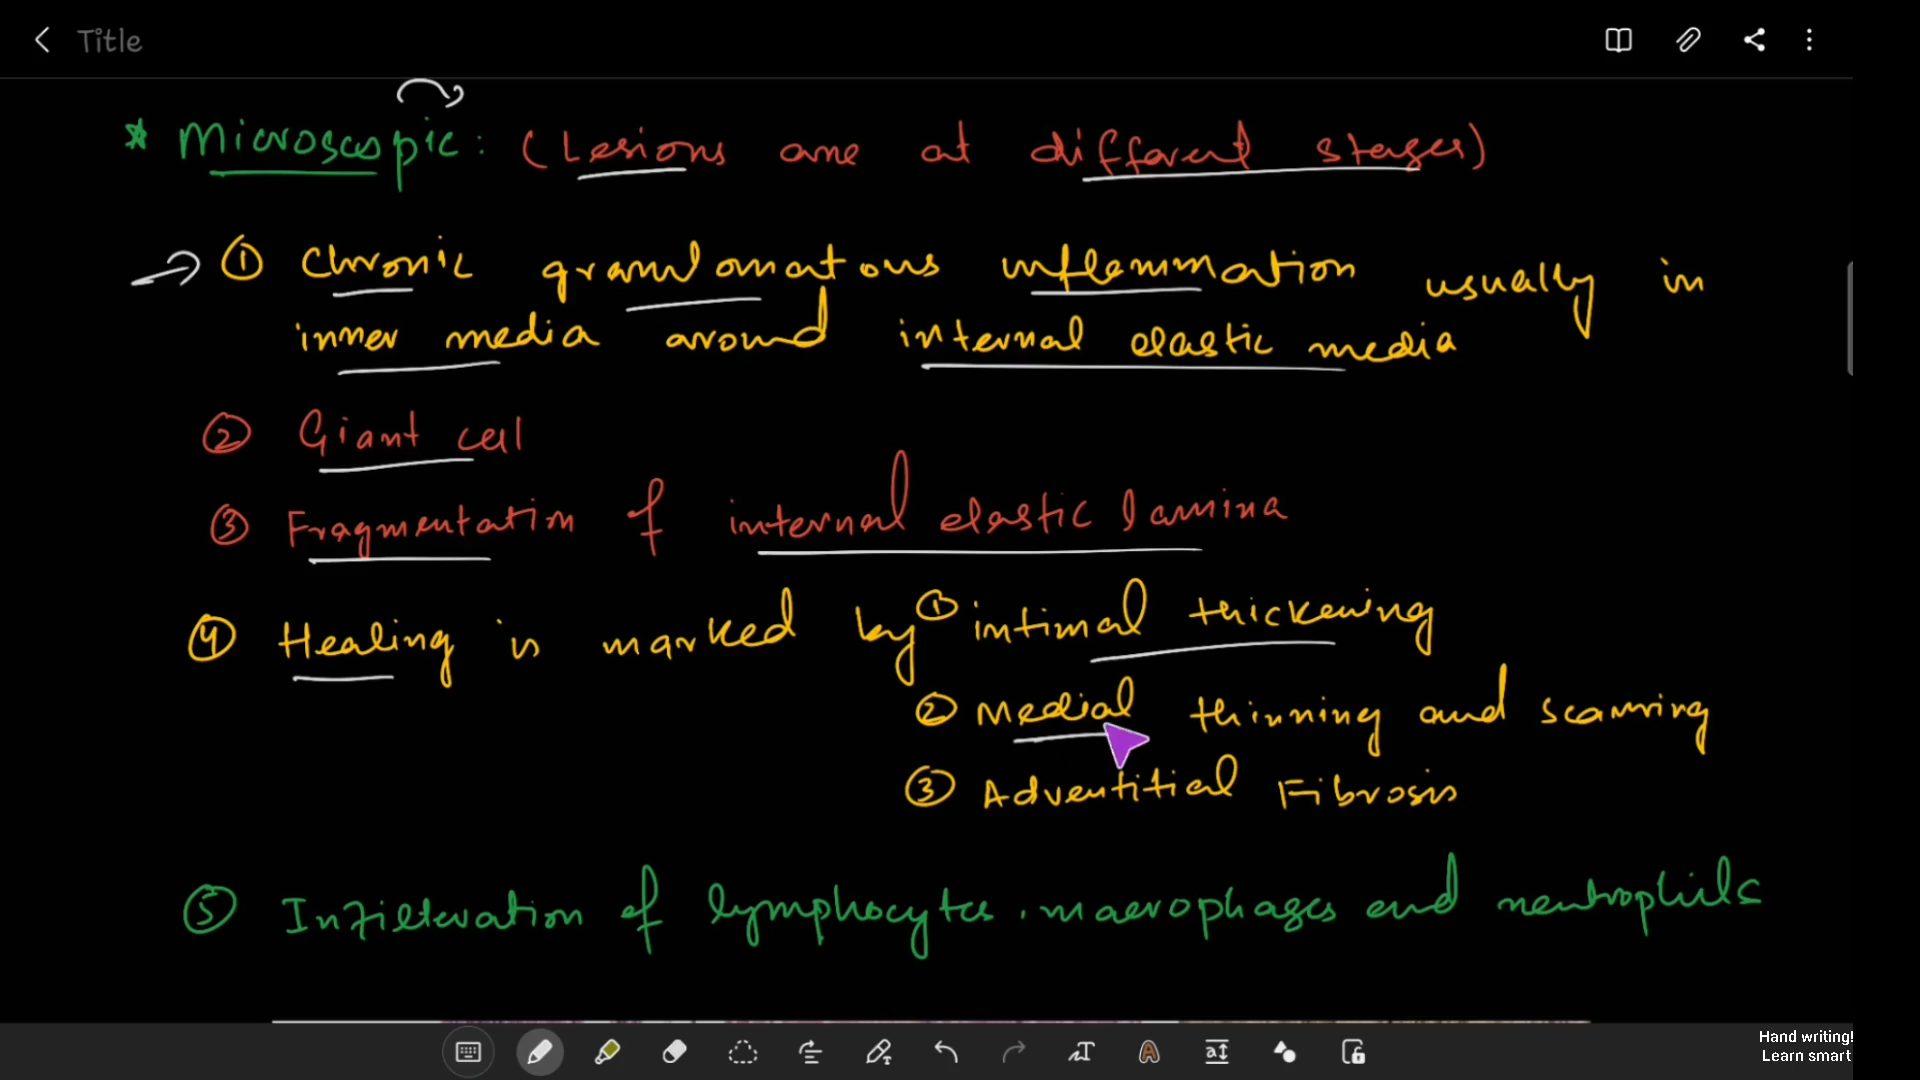 Title
* Microscopic: (Lesions are at different stages)
① Chronic granulomatous inflammation usually in
inner media around internal elastic media
② Giant cell
③ Fragmentation of internal elastic lamina
④ Healing is marked by ① intimal thickening
② Medial thinning and scarring
③ Adventitial Fibrosis
⑤ Infilteration of lymphocytes, macrophages and neutrophils
Hand writing!
Learn smart